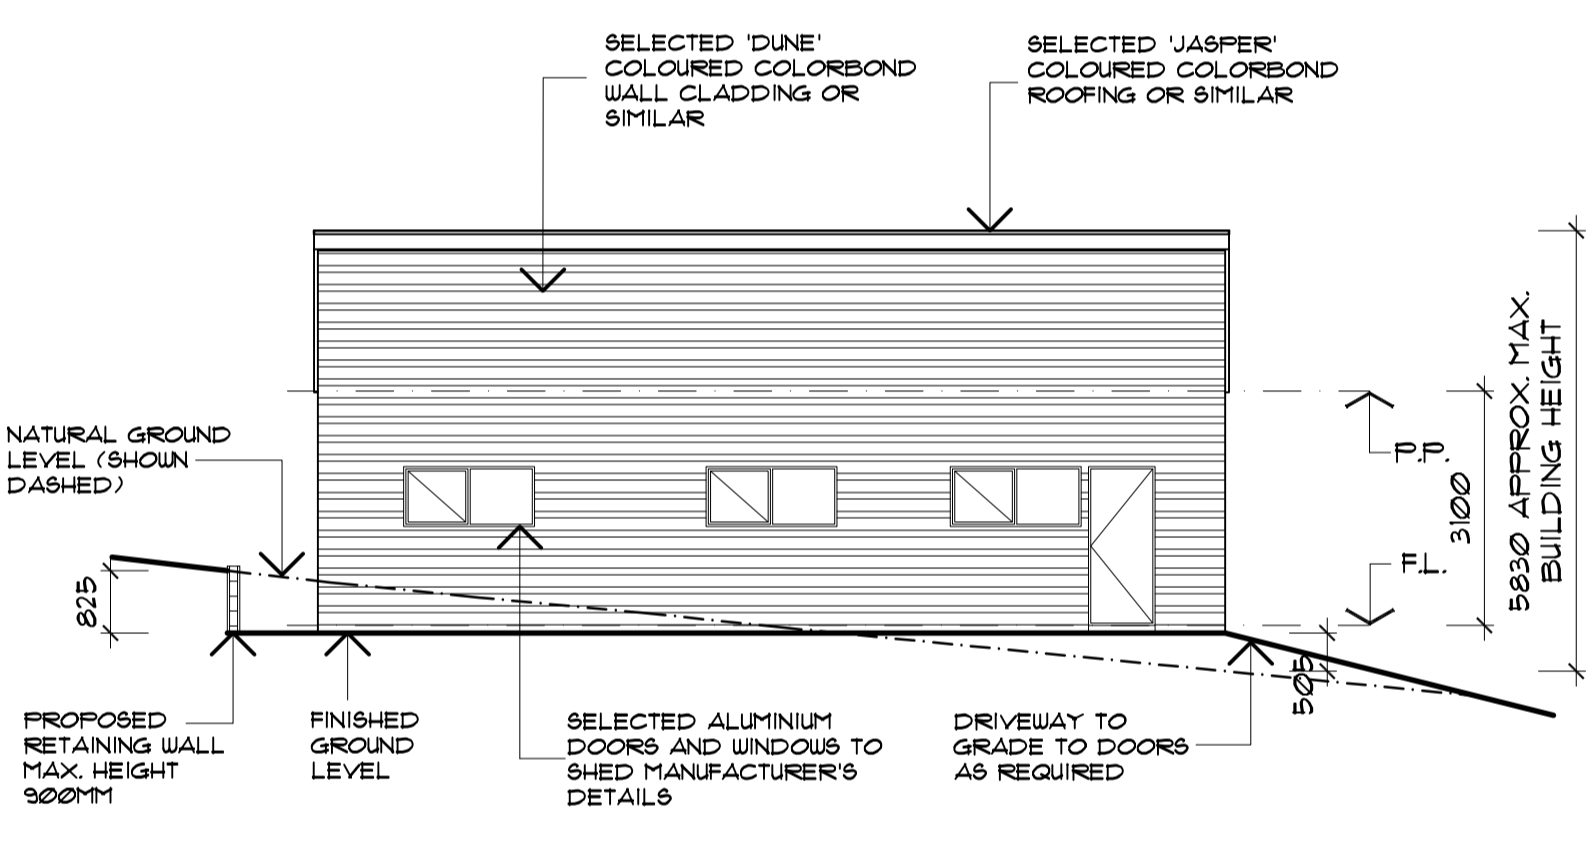 SELECTED 'DUNE'
COLOURED COLORBOND
WALL CLADDING OR
SIMILAR
SELECTED 'JASPER'
COLOURED COLORBOND
ROOFING OR SIMILAR
NATURAL GROUND
LEVEL (SHOWN
DASHED)
P.P.
F.L.
3100
5830 APPROX. MAX.
BUILDING HEIGHT
825
505
PROPOSED
RETAINING WALL
MAX. HEIGHT
900MM
FINISHED
GROUND
LEVEL
SELECTED ALUMINIUM
DOORS AND WINDOWS TO
SHED MANUFACTURER'S
DETAILS
DRIVEWAY TO
GRADE TO DOORS
AS REQUIRED